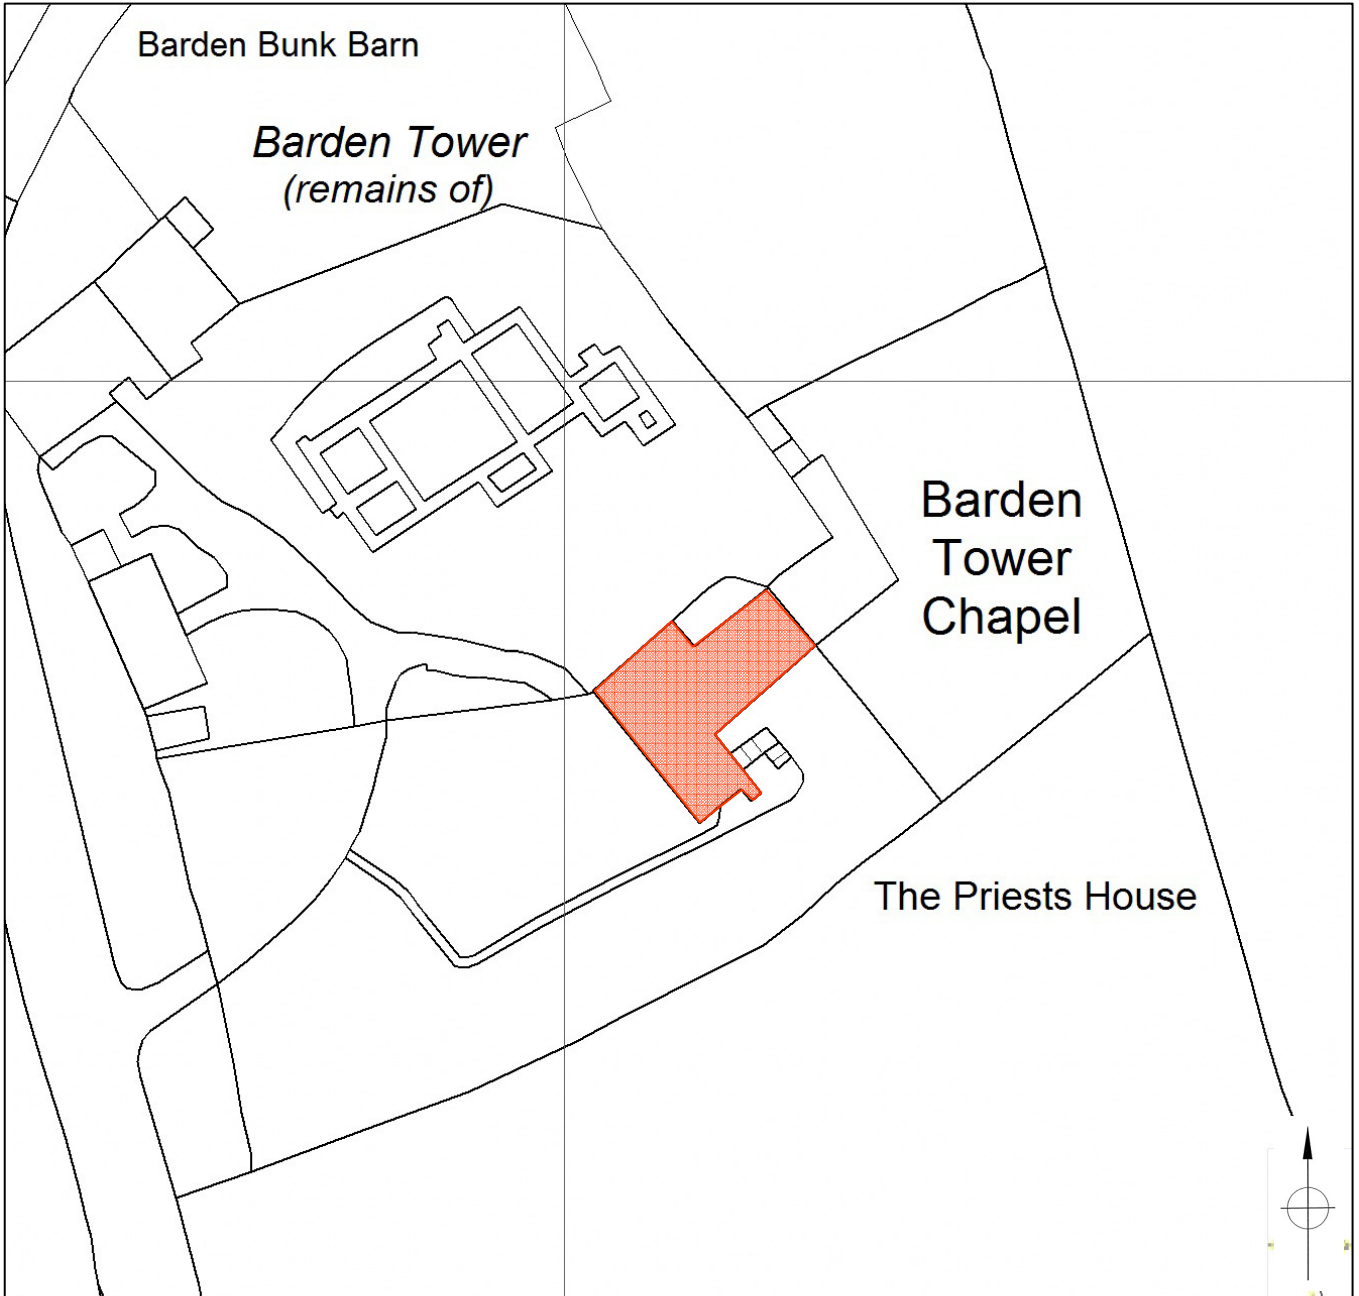 Barden Bunk Barn
Barden Tower
(remains of)
Barden
Tower
Chapel
The Priests House